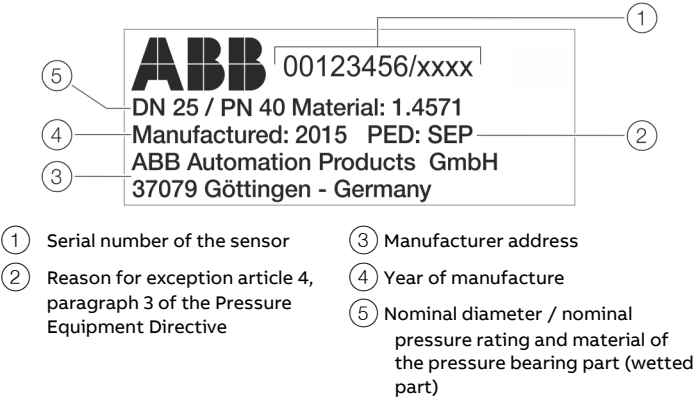 1
ABB 00123456/xxxx
5
DN 25 / PN 40 Material: 1.4571
4 Manufactured: 2015 PED: SEP 2
ABB Automation Products GmbH
3
37079 Göttingen - Germany
1 Serial number of the sensor
2 Reason for exception article 4,
paragraph 3 of the Pressure
Equipment Directive
3 Manufacturer address
4 Year of manufacture
5 Nominal diameter / nominal
pressure rating and material of
the pressure bearing part (wetted
part)